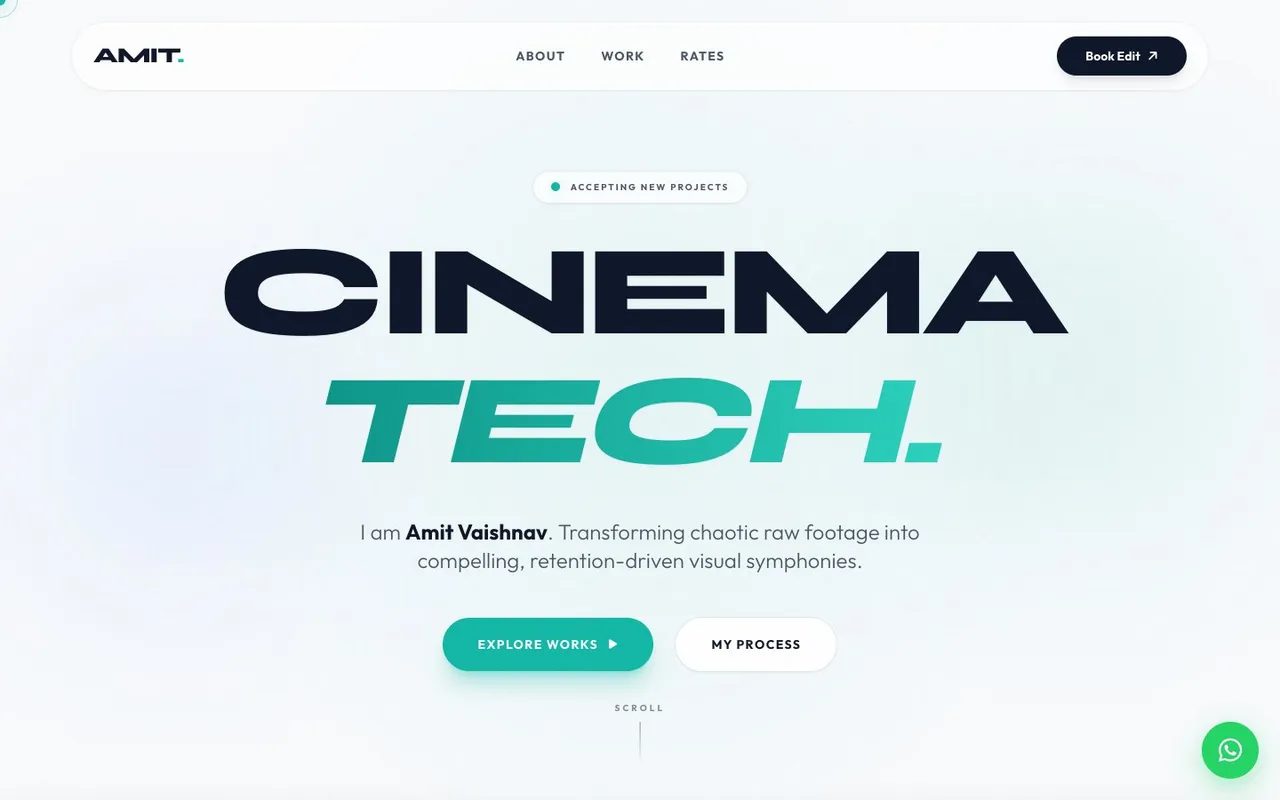 AMIT.
ABOUT WORK RATES
Book Edit
ACCEPTING NEW PROJECTS
CINEMA
TECH.
I am Amit Vaishnav. Transforming chaotic raw footage into
compelling, retention-driven visual symphonies.
EXPLORE WORKS
MY PROCESS
SCROLL